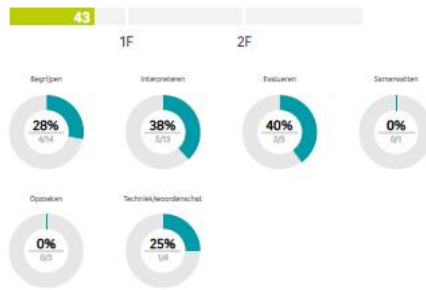 43
1F 2F
Begrijpen Interpreteren Evalueren Samenvatten
28% 38% 40% 0%
4/14 5/13 2/5 0/1
Opzoeken Techniek/woordenschat
0% 25%
0/3 1/4